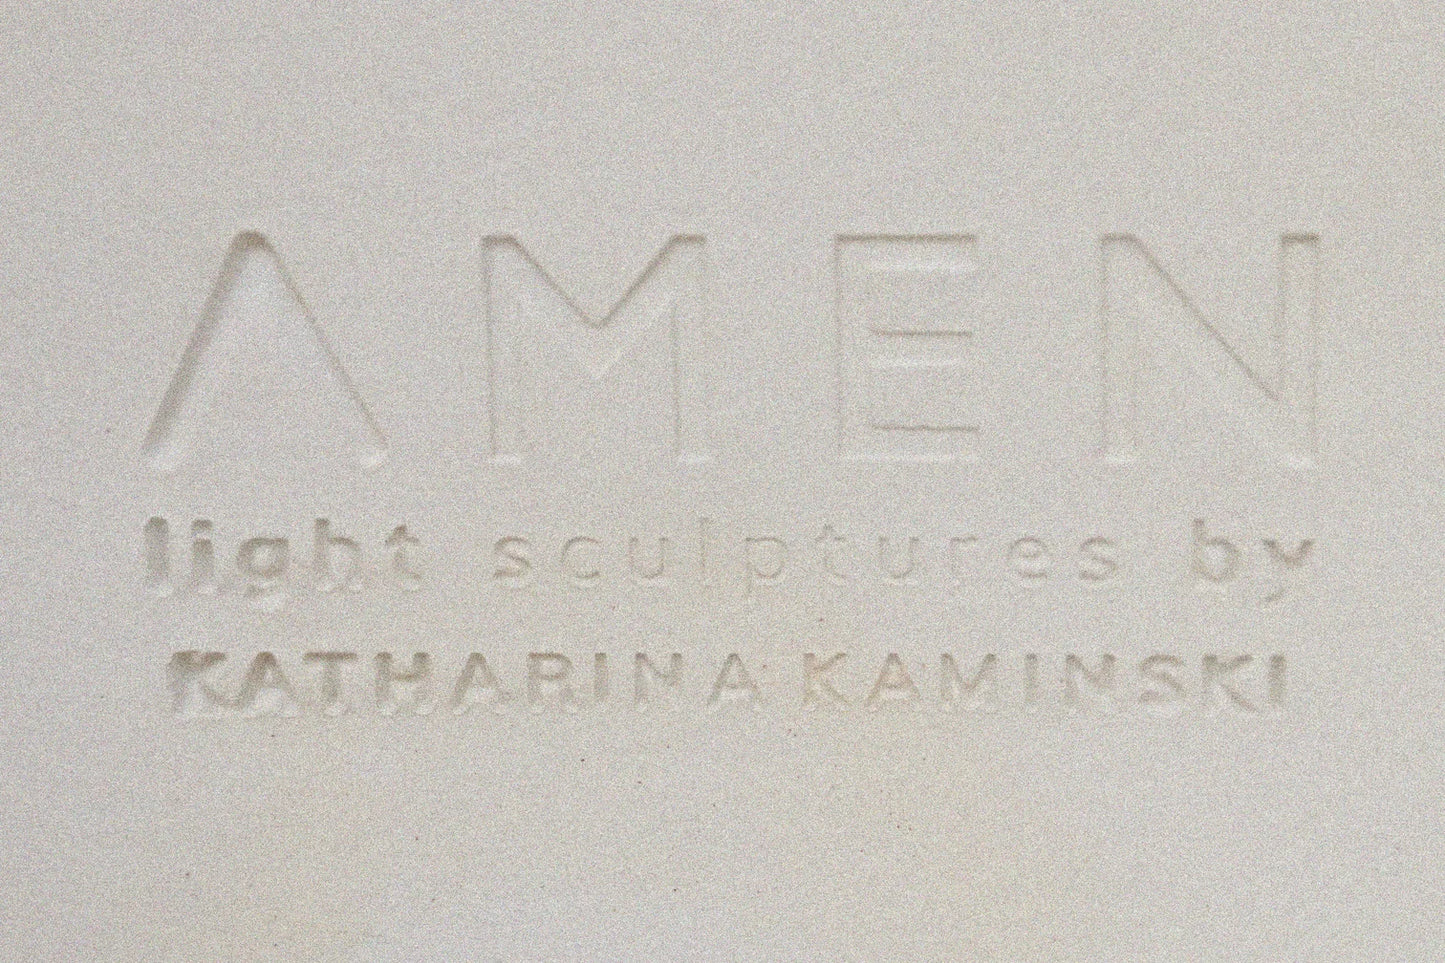 AMEN
light sculptures by
KATHARINA KAMINSKI